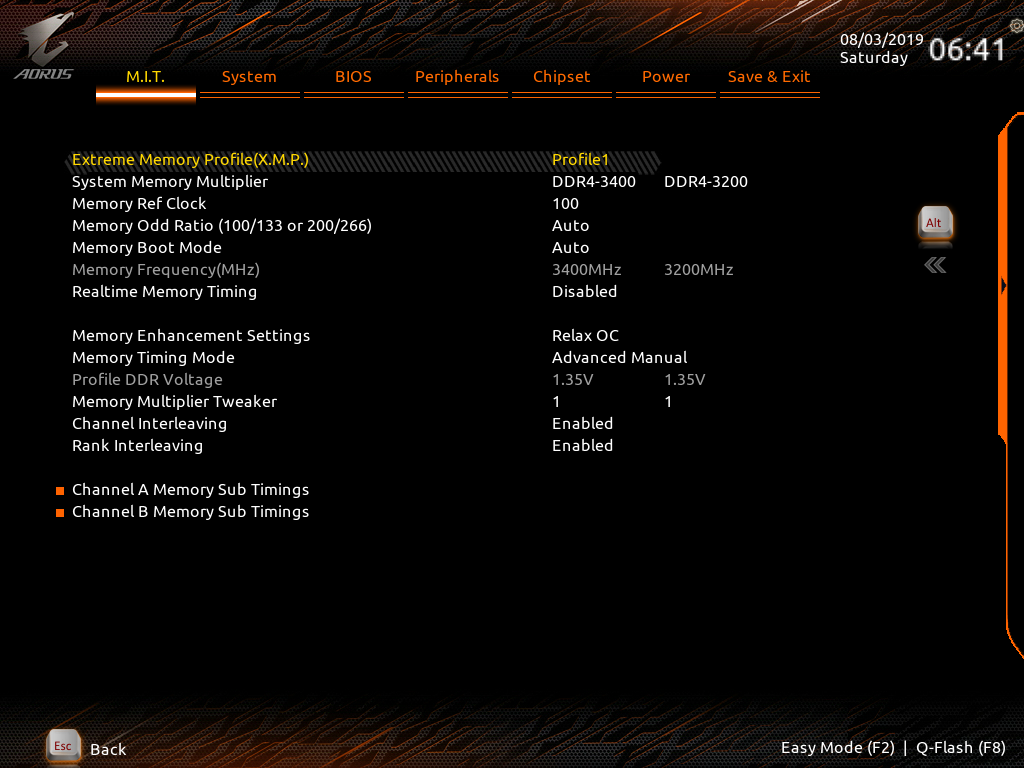 AORUS
08/03/2019
Saturday
06:41
M.I.T. System BIOS Peripherals Chipset Power Save & Exit
Extreme Memory Profile(X.M.P.) Profile1
System Memory Multiplier DDR4-3400 DDR4-3200
Memory Ref Clock 100
Memory Odd Ratio (100/133 or 200/266) Auto
Memory Boot Mode Auto
Memory Frequency(MHz) 3400MHz 3200MHz
Realtime Memory Timing Disabled
Memory Enhancement Settings Relax OC
Memory Timing Mode Advanced Manual
Profile DDR Voltage 1.35V 1.35V
Memory Multiplier Tweaker 1 1
Channel Interleaving Enabled
Rank Interleaving Enabled
Channel A Memory Sub Timings
Channel B Memory Sub Timings
Alt
Esc Back
Easy Mode (F2) | Q-Flash (F8)